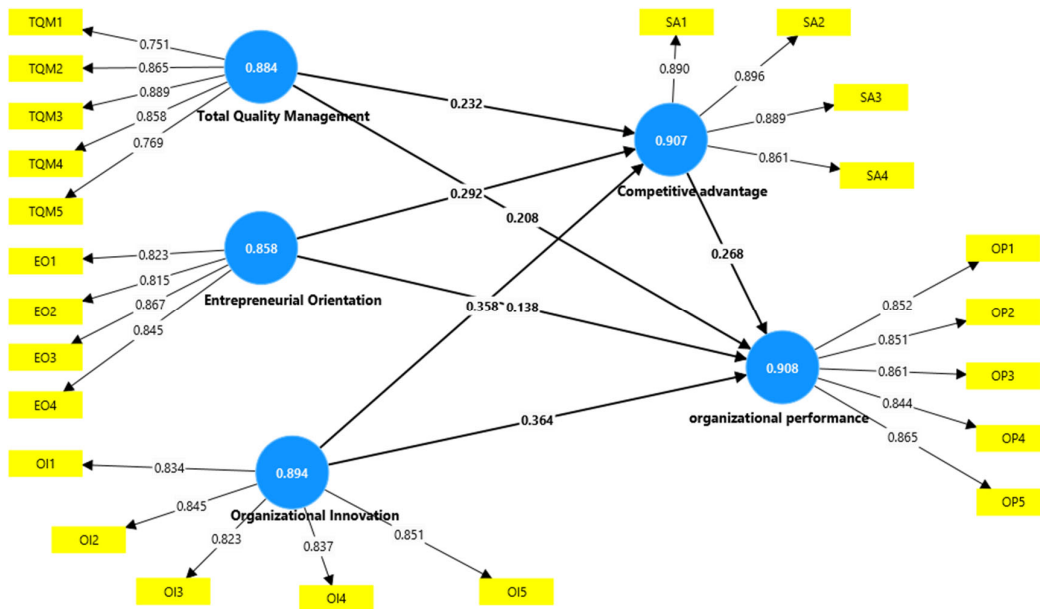 TQM1
TQM2
TQM3
TQM4
TQM5
0.751
0.865
0.889
0.858
0.769
0.884
Total Quality Management
EO1
EO2
EO3
EO4
0.823
0.815
0.867
0.845
0.858
Entrepreneurial Orientation
OI1
OI2
OI3
OI4
OI5
0.834
0.845
0.823
0.837
0.851
0.894
Organizational Innovation
0.232
0.292
0.208
0.358
0.138
0.364
0.268
SA1
SA2
SA3
SA4
0.890
0.896
0.889
0.861
0.907
Competitive advantage
OP1
OP2
OP3
OP4
OP5
0.852
0.851
0.861
0.844
0.865
0.908
organizational performance